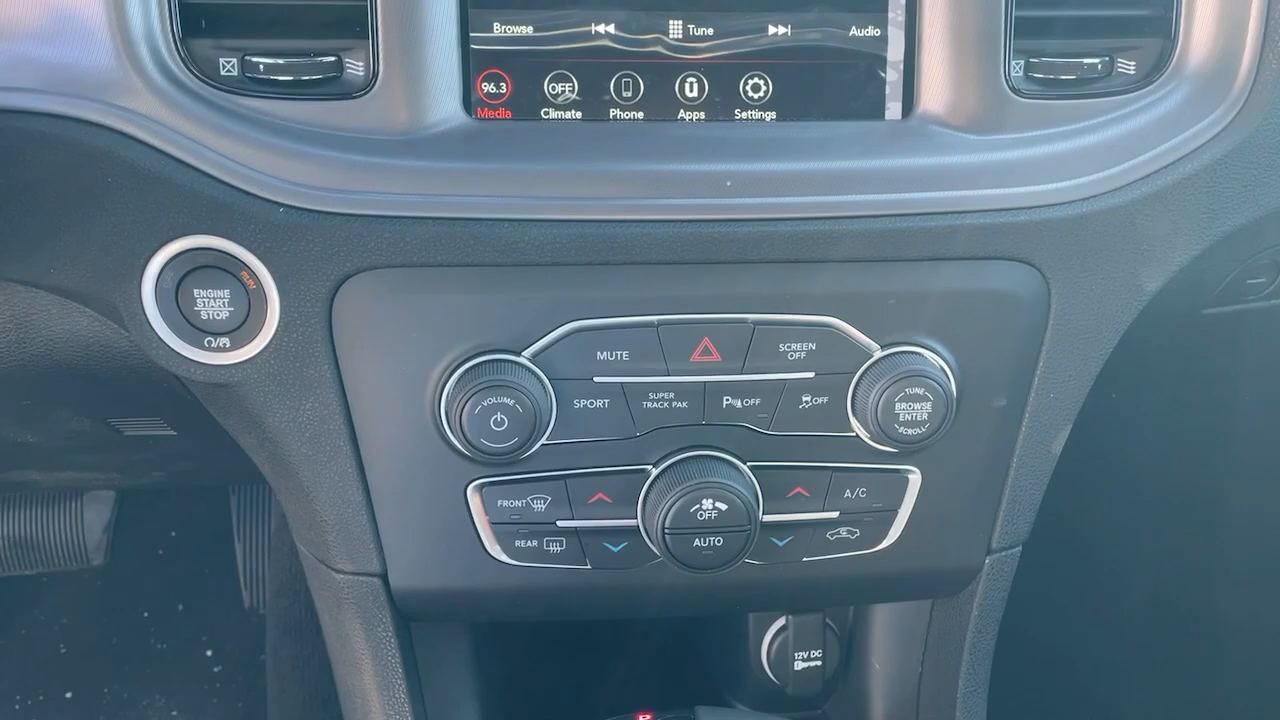 Browse
Tune
Audio
96.3
Media
OFF
Climate
Phone
Apps
Settings
RUN
ENGINE
START
STOP
MUTE
SCREEN
OFF
VOLUME
SPORT
SUPER
TRACK PAK
P OFF
OFF
TUNE
BROWSE
ENTER
SCROLL
FRONT
OFF
A/C
REAR
AUTO
12V DC
P